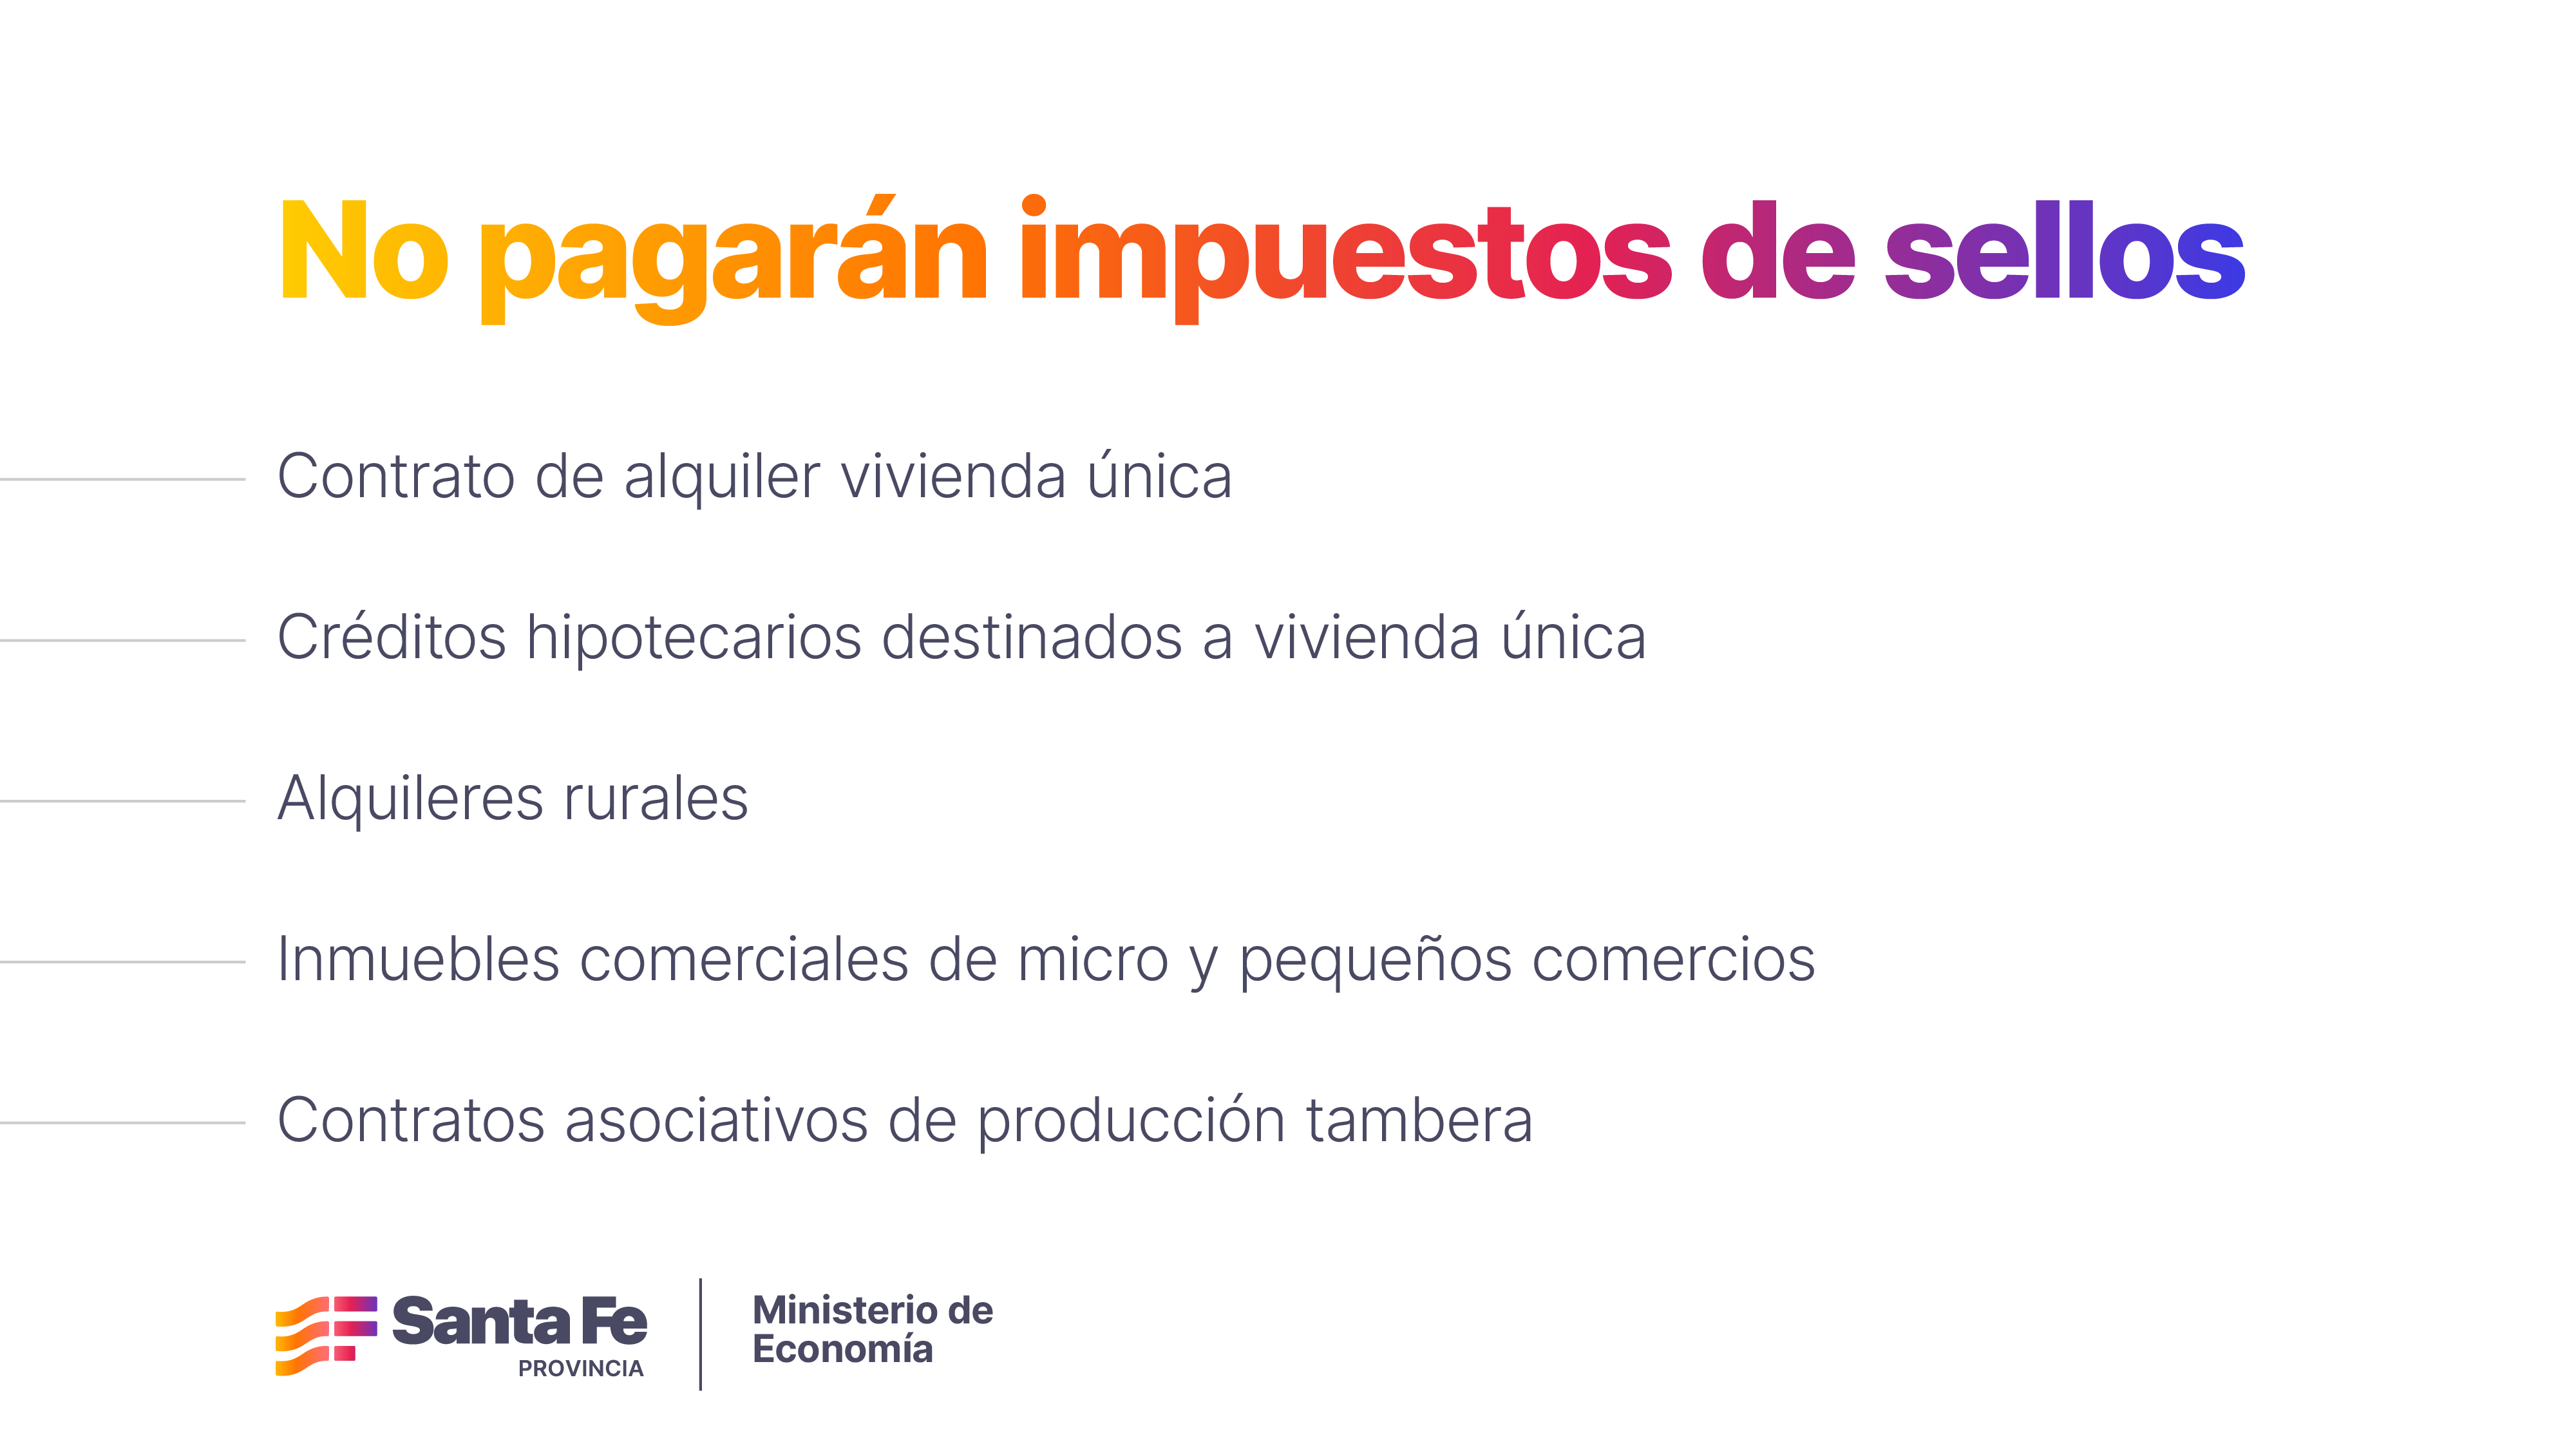 No pagarán impuestos de sellos
Contrato de alquiler vivienda única
Créditos hipotecarios destinados a vivienda única
Alquileres rurales
Inmuebles comerciales de micro y pequeños comercios
Contratos asociativos de producción tambera
Santa Fe
PROVINCIA
Ministerio de
Economía